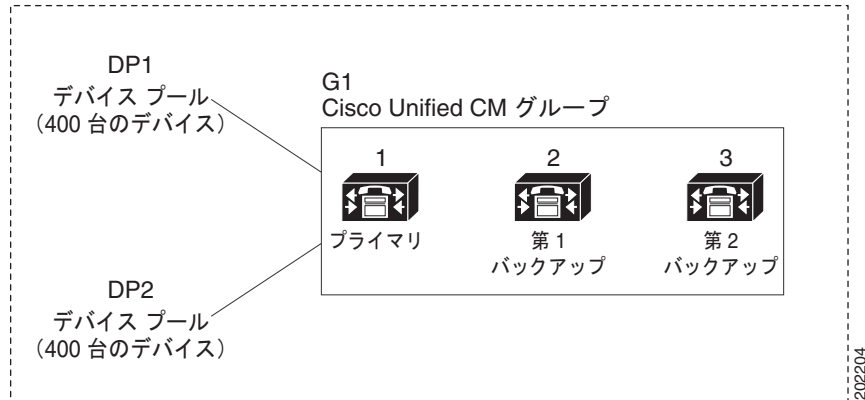 DP1
デバイス プール
（400 台のデバイス）
G1
Cisco Unified CM グループ
1
プライマリ
2
第 1
バックアップ
3
第 2
バックアップ
DP2
デバイス プール
（400 台のデバイス）
202204